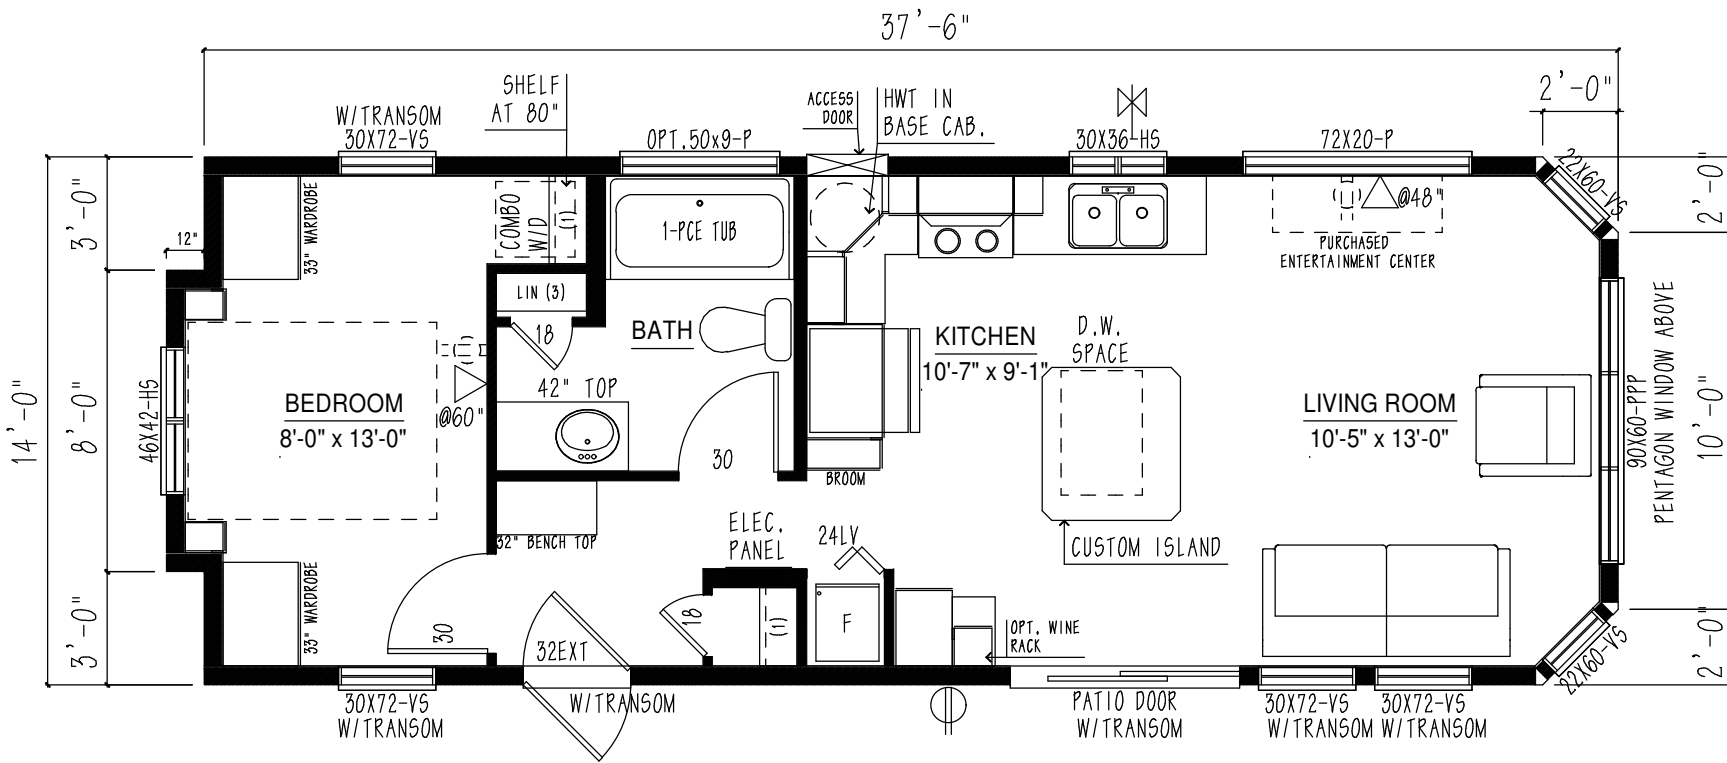 37'-6"
2'-0"
SHELF
AT 80"
W/TRANSOM
30X72-VS
OPT.50x9-P
ACCESS
DOOR
HWT IN
BASE CAB.
30X36-HS
72X20-P
22X60-VS
2'-0"
3'-0"
12"
33" WARDROBE
COMBO
W/D
(1)
1-PCE TUB
@48"
PURCHASED
ENTERTAINMENT CENTER
LIN (3)
18
BATH
KITCHEN
10'-7" x 9'-1"
D.W.
SPACE
14'-0"
8'-0"
46X42-HS
BEDROOM
8'-0" x 13'-0"
@60"
42" TOP
30
BROOM
LIVING ROOM
10'-5" x 13'-0"
90X60-PPP
PENTAGON WINDOW ABOVE
10'-0"
32" BENCH TOP
ELEC.
PANEL
24LV
CUSTOM ISLAND
3'-0"
33" WARDROBE
30
32EXT
18
(1)
F
OPT. WINE
RACK
22X60-VS
2'-0"
30X72-VS
W/TRANSOM
W/TRANSOM
PATIO DOOR
W/TRANSOM
30X72-VS
W/TRANSOM
30X72-VS
W/TRANSOM